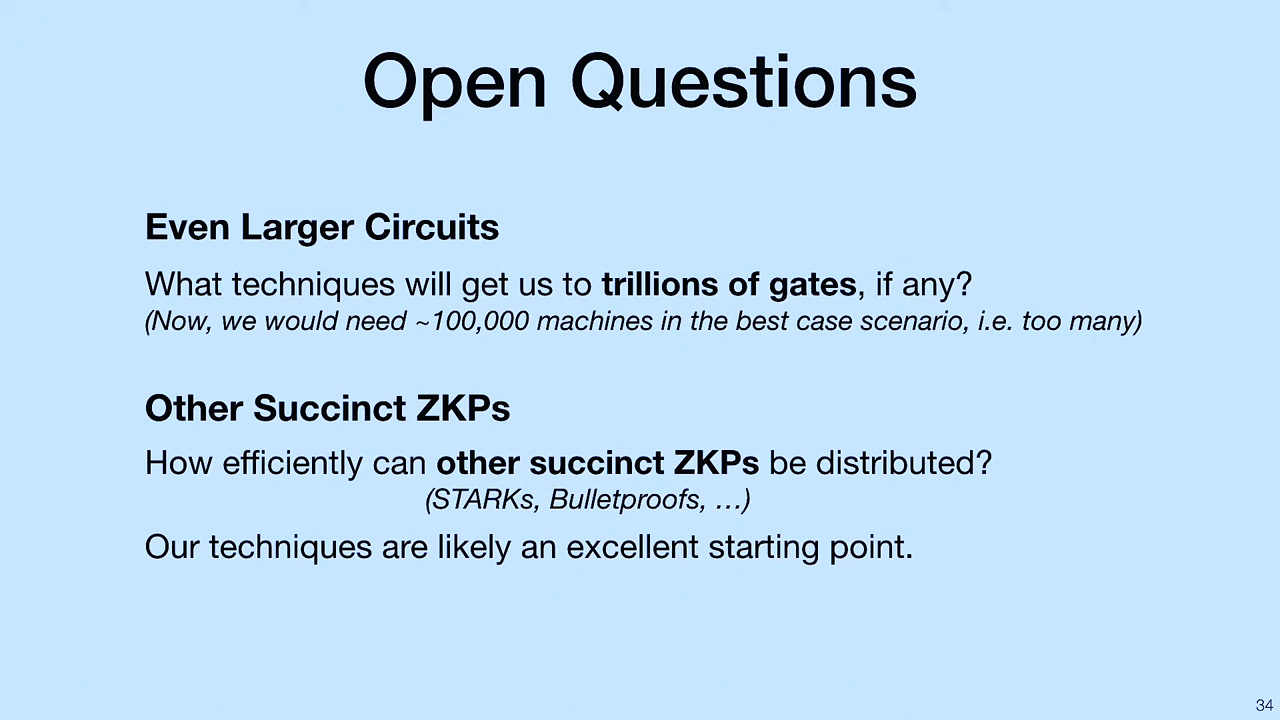 Open Questions
Even Larger Circuits
What techniques will get us to trillions of gates, if any?
(Now, we would need ~100,000 machines in the best case scenario, i.e. too many)
Other Succinct ZKPs
How efficiently can other succinct ZKPs be distributed?
(STARKs, Bulletproofs, …)
Our techniques are likely an excellent starting point.
34